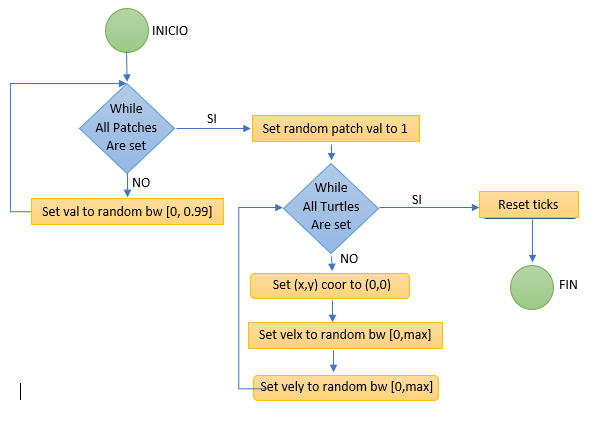 INICIO
While
All Patches
Are set
SI
NO
Set val to random bw [0, 0.99]
Set random patch val to 1
While
All Turtles
Are set
SI
NO
Set (x,y) coor to (0,0)
Set velx to random bw [0,max]
Set vely to random bw [0,max]
Reset ticks
FIN